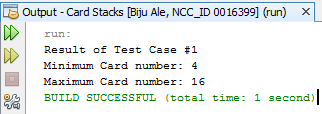 Output - Card Stacks [Biju Ale, NCC_ID 0016399] (run)
run:
Result of Test Case #1
Minimum Card number: 4
Maximum Card number: 16
BUILD SUCCESSFUL (total time: 1 second)